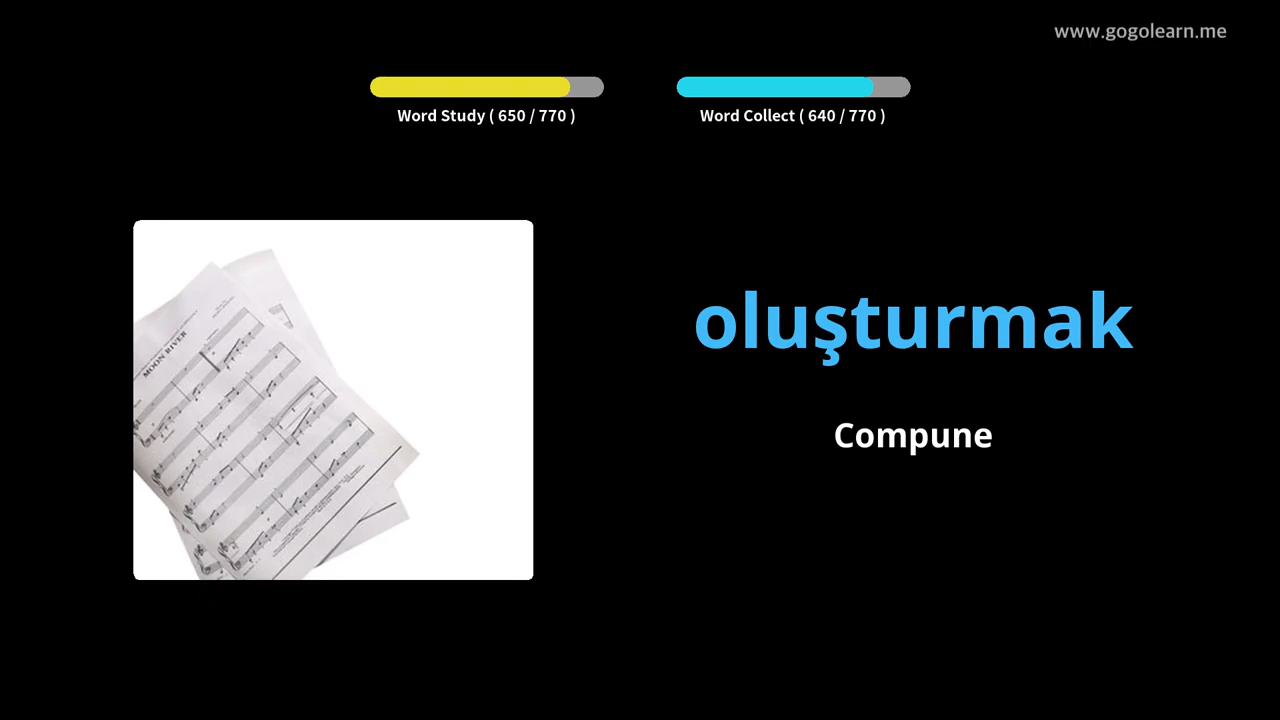 www.gogolearn.me
Word Study ( 650 / 770 )
Word Collect ( 640 / 770 )
MOON RIVER
oluşturmak
Compune